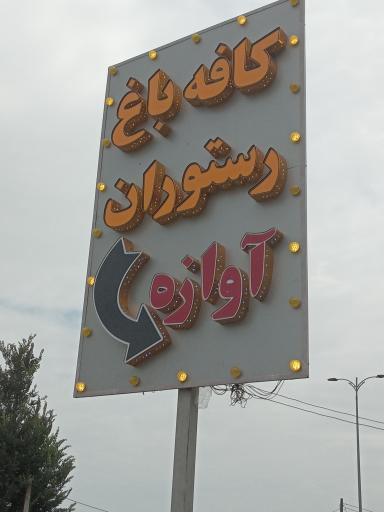 کافه باغ
رستوران
آوازه